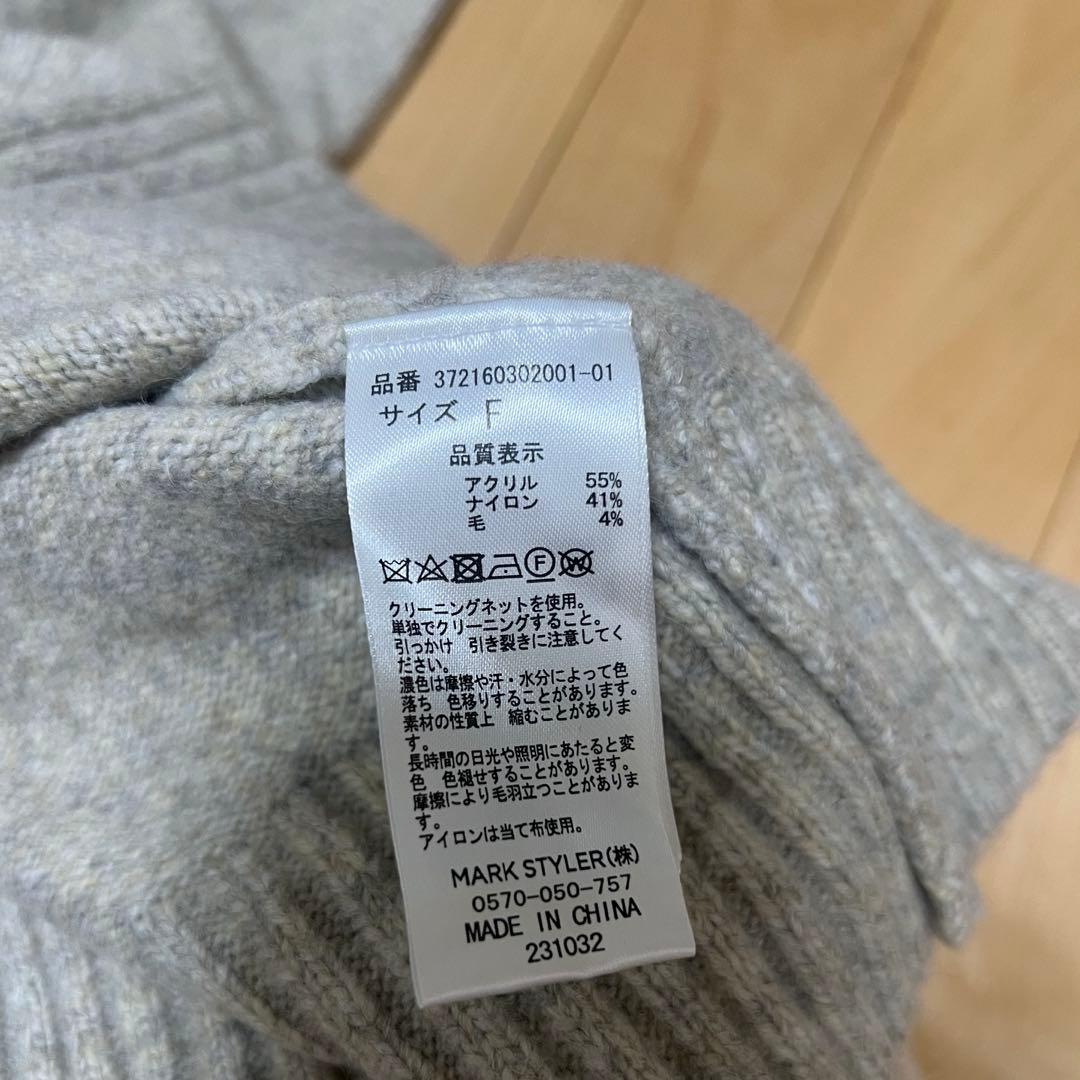 品番 372160302001-01
サイズ F
品質表示
アクリル 55%
ナイロン 41%
毛 4%
F W
クリーニングネットを使用。
単独でクリーニングすること。
引っかけ 引き裂きに注意してく
ださい。
濃色は摩擦や汗・水分によって色
落ち 色移りすることがあります。
素材の性質上 縮むことがありま
す。
長時間の日光や照明にあたると変
色 色褪せすることがあります。
摩擦により毛羽立つことがありま
す。
アイロンは当て布使用。
MARK STYLER(株)
0570-050-757
MADE IN CHINA
231032